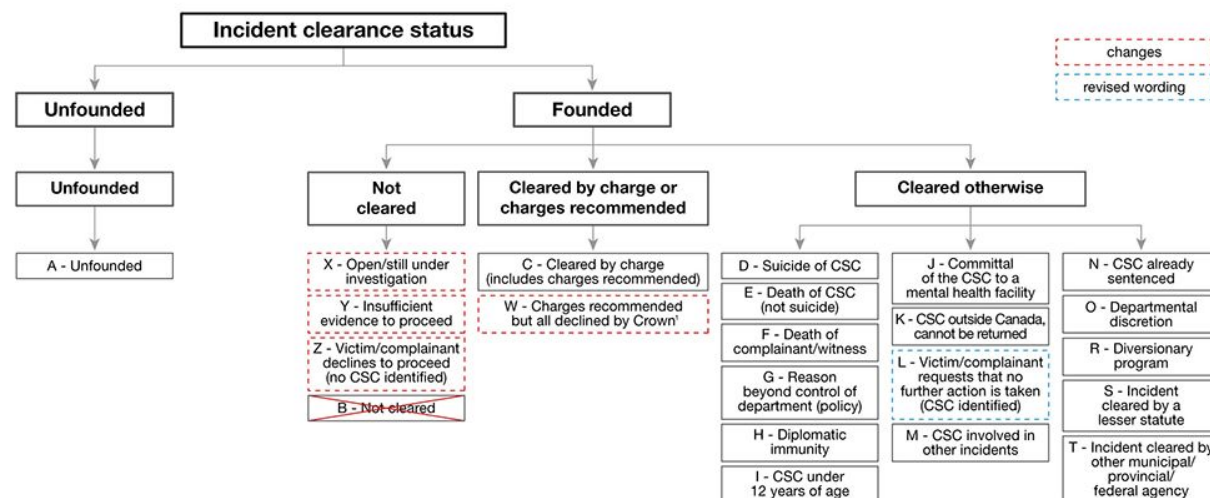 Incident clearance status
changes
revised wording
Unfounded
Founded
Unfounded
Not
cleared
Cleared by charge or
charges recommended
Cleared otherwise
A - Unfounded
X - Open/still under
investigation
Y - Insufficient
evidence to proceed
Z - Victim/complainant
declines to proceed
(no CSC identified)
B - Not cleared
C - Cleared by charge
(includes charges recommended)
W - Charges recommended
but all declined by Crown¹
D - Suicide of CSC
E - Death of CSC
(not suicide)
F - Death of
complainant/witness
G - Reason
beyond control of
department (policy)
H - Diplomatic
immunity
I - CSC under
12 years of age
J - Committal
of the CSC to a
mental health facility
K - CSC outside Canada,
cannot be returned
L - Victim/complainant
requests that no
further action is taken
(CSC identified)
M - CSC involved in
other incidents
N - CSC already
sentenced
O - Departmental
discretion
R - Diversionary
program
S - Incident
cleared by a
lesser statute
T - Incident cleared by
other municipal/
provincial/
federal agency